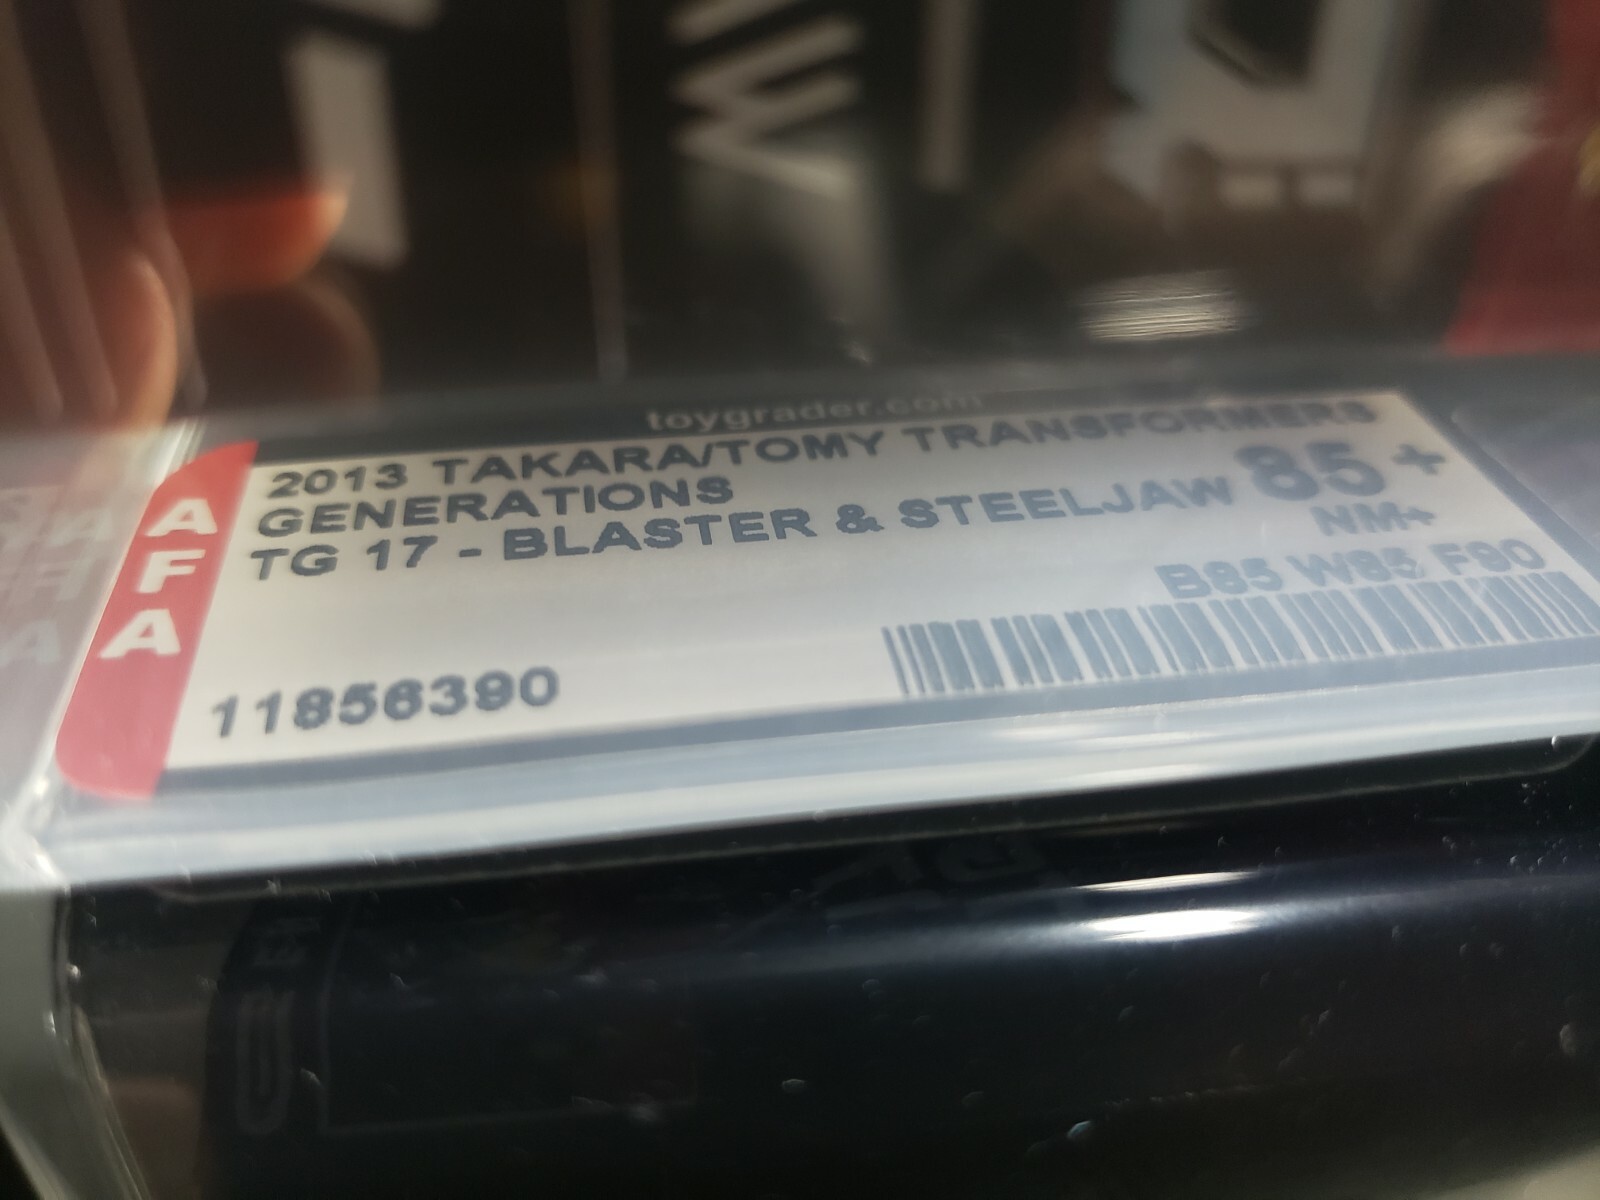 toygrader.com
2013 TAKARA/TOMY TRANSFORMERS
GENERATIONS
TG 17 - BLASTER & STEELJAW
85+
NM+
B85 W85 F90
11856390
AFA